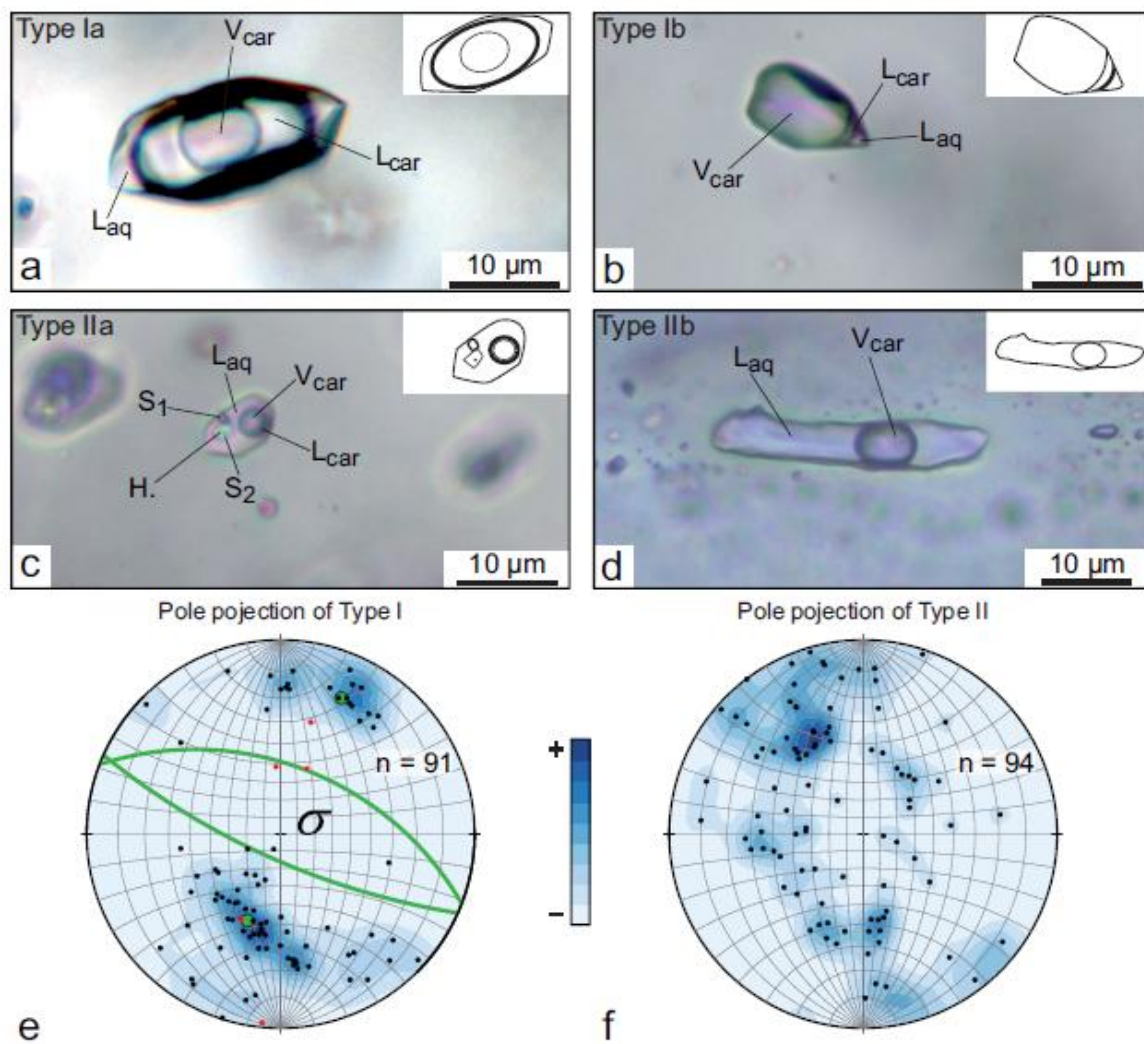 Type Ia
Vcar
Lcar
Laq
a
10 µm
Type Ib
Lcar
Laq
Vcar
b
10 µm
Type IIa
Laq
Vcar
S1
Lcar
H.
S2
c
10 µm
Type IIb
Vcar
Laq
d
10 µm
Pole pojection of Type I
n = 91
σ
e
+
−
Pole pojection of Type II
n = 94
f